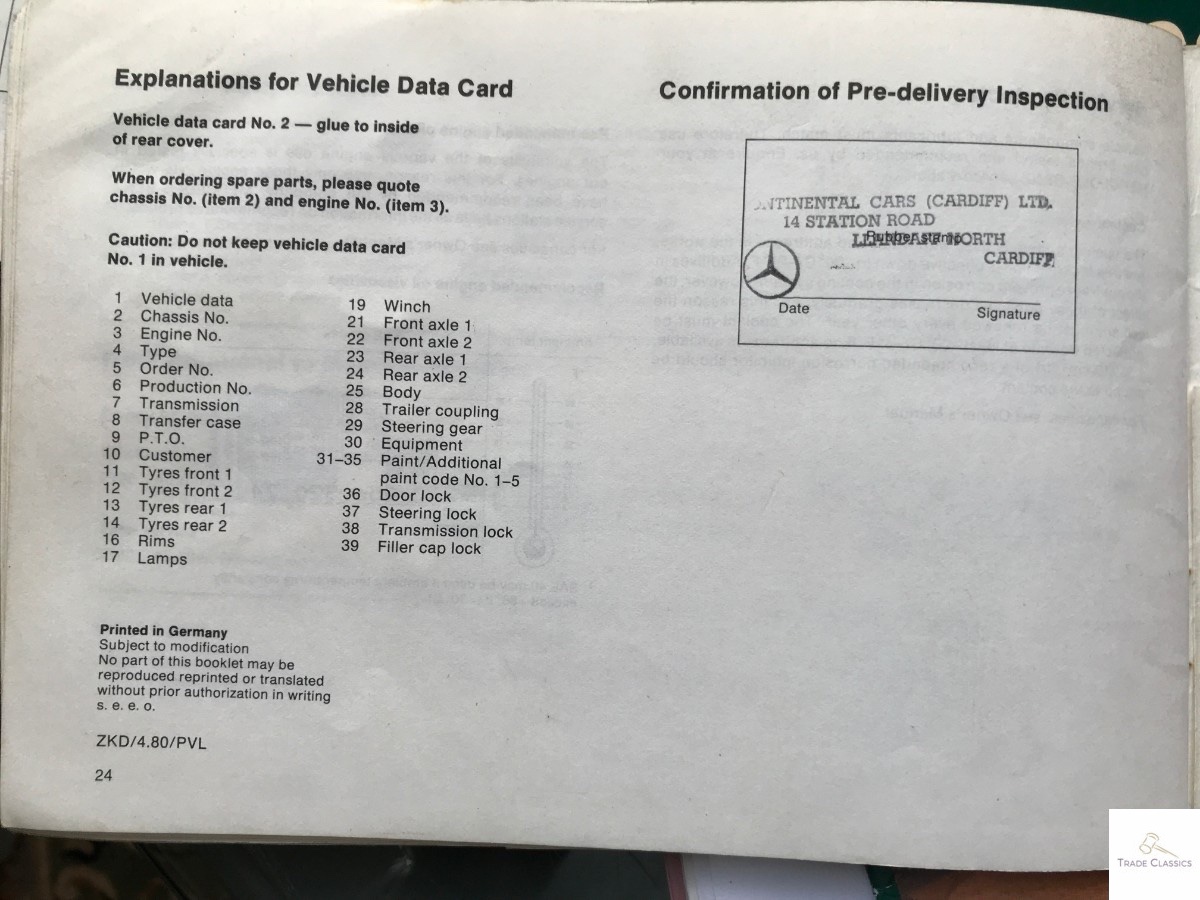 Explanations for Vehicle Data Card
Vehicle data card No. 2 — glue to inside
of rear cover.
When ordering spare parts, please quote
chassis No. (item 2) and engine No. (item 3).
Caution: Do not keep vehicle data card
No. 1 in vehicle.
1 Vehicle data
2 Chassis No.
3 Engine No.
4 Type
5 Order No.
6 Production No.
7 Transmission
8 Transfer case
9 P.T.O.
10 Customer
11 Tyres front 1
12 Tyres front 2
13 Tyres rear 1
14 Tyres rear 2
16 Rims
17 Lamps
19 Winch
21 Front axle 1
22 Front axle 2
23 Rear axle 1
24 Rear axle 2
25 Body
28 Trailer coupling
29 Steering gear
30 Equipment
31–35 Paint/Additional
paint code No. 1–5
36 Door lock
37 Steering lock
38 Transmission lock
39 Filler cap lock
Printed in Germany
Subject to modification
No part of this booklet may be
reproduced reprinted or translated
without prior authorization in writing
s. e. e. o.
ZKD/4.80/PVL
24
Confirmation of Pre-delivery Inspection
NTINENTAL CARS (CARDIFF) LTD.
14 STATION ROAD
Rubber stamp NORTH
CARDIFF
Date Signature
TRADE CLASSICS